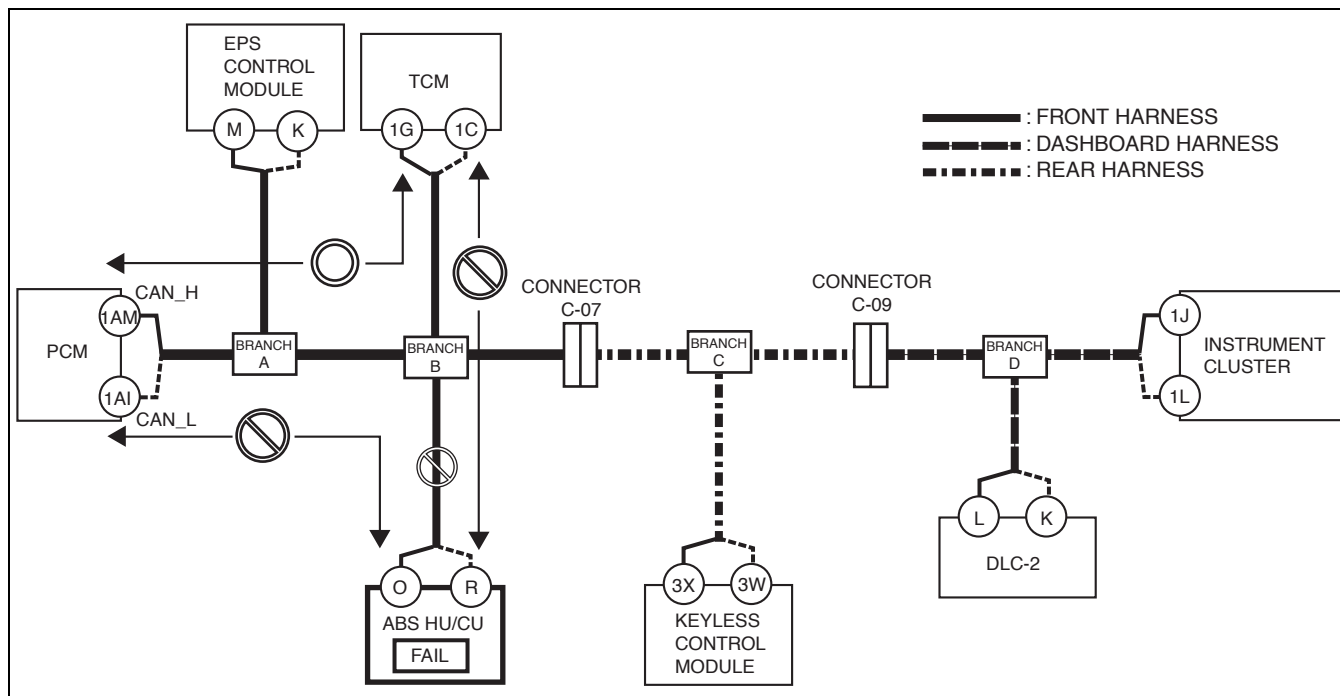 EPS
CONTROL
MODULE
M
K
TCM
1G
1C
: FRONT HARNESS
: DASHBOARD HARNESS
: REAR HARNESS
PCM
1AM
CAN_H
1AI
CAN_L
BRANCH
A
BRANCH
B
CONNECTOR
C-07
BRANCH
C
CONNECTOR
C-09
BRANCH
D
1J
1L
INSTRUMENT
CLUSTER
O
R
ABS HU/CU
FAIL
3X
3W
KEYLESS
CONTROL
MODULE
L
K
DLC-2